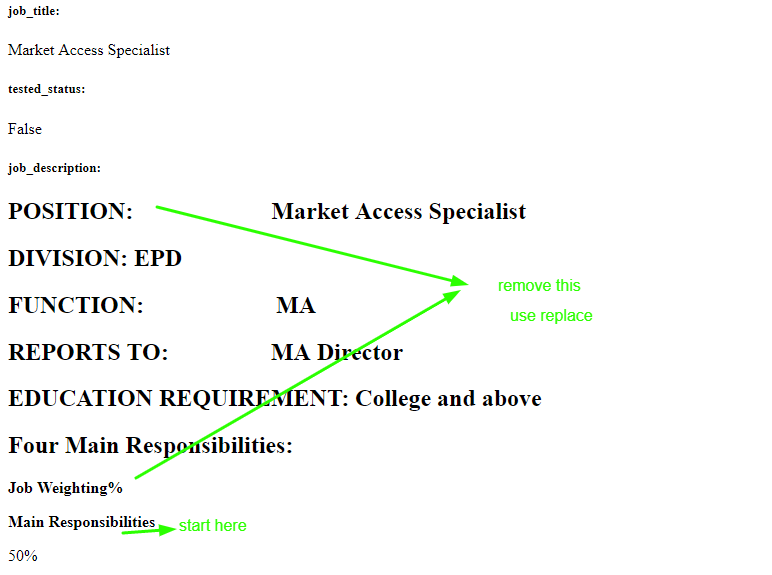 job_title:
Market Access Specialist
tested_status:
False
job_description:
POSITION: Market Access Specialist
DIVISION: EPD
FUNCTION: MA
remove this
use replace
REPORTS TO: MA Director
EDUCATION REQUIREMENT: College and above
Four Main Responsibilities:
Job Weighting%
Main Responsibilities
start here
50%